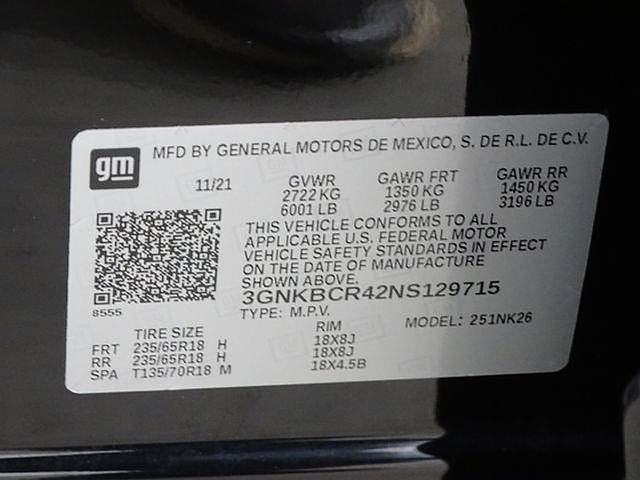 gm
MFD BY GENERAL MOTORS DE MEXICO, S. DE R.L. DE C.V.
11/21 GVWR GAWR FRT GAWR RR
2722 KG 1350 KG 1450 KG
6001 LB 2976 LB 3196 LB
THIS VEHICLE CONFORMS TO ALL
APPLICABLE U.S. FEDERAL MOTOR
VEHICLE SAFETY STANDARDS IN EFFECT
ON THE DATE OF MANUFACTURE
SHOWN ABOVE.
3GNKBCR42NS129715
8555
TYPE: M.P.V. MODEL: 251NK26
TIRE SIZE RIM
FRT 235/65R18 H 18X8J
RR 235/65R18 H 18X8J
SPA T135/70R18 M 18X4.5B